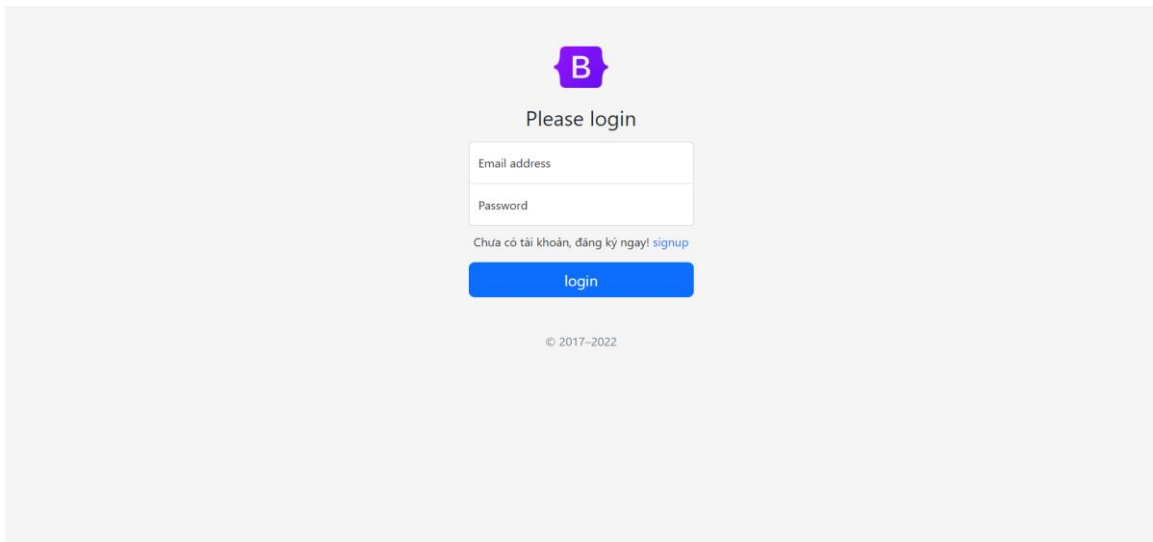 B
Please login
Email address
Password
Chưa có tài khoản, đăng ký ngay! signup
login
© 2017–2022